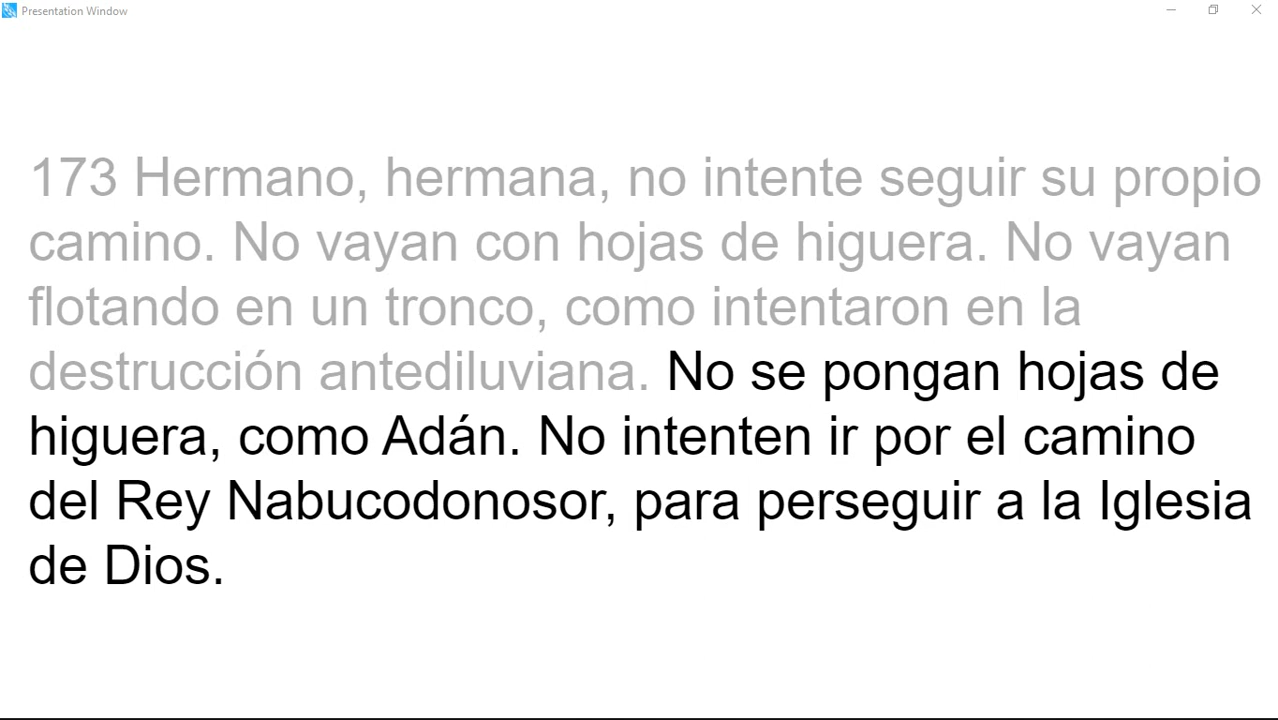 Presentation Window
173 Hermano, hermana, no intente seguir su propio
camino. No vayan con hojas de higuera. No vayan
flotando en un tronco, como intentaron en la
destrucción antediluviana. No se pongan hojas de
higuera, como Adán. No intenten ir por el camino
del Rey Nabucodonosor, para perseguir a la Iglesia
de Dios.